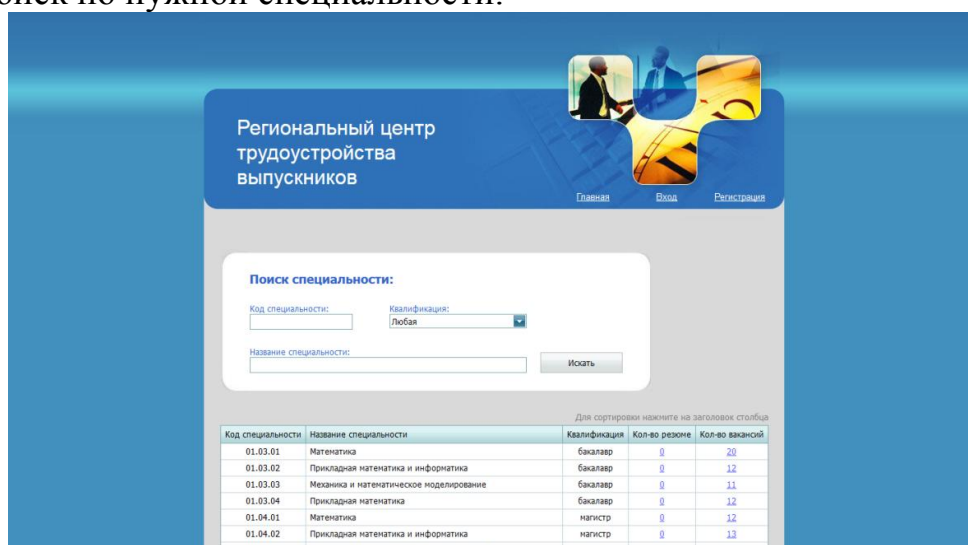 поиск по нужной специальности.
Региональный центр
трудоустройства
выпускников
Главная Вход Регистрация
Поиск специальности:
Код специальности: Квалификация:
Любая
Название специальности:
Искать
Для сортировки нажмите на заголовок столбца
Код специальности Название специальности Квалификация Кол-во резюме Кол-во вакансий
01.03.01 Математика бакалавр 0 20
01.03.02 Прикладная математика и информатика бакалавр 0 12
01.03.03 Механика и математическое моделирование бакалавр 0 11
01.03.04 Прикладная математика бакалавр 0 12
01.04.01 Математика магистр 0 12
01.04.02 Прикладная математика и информатика магистр 0 13